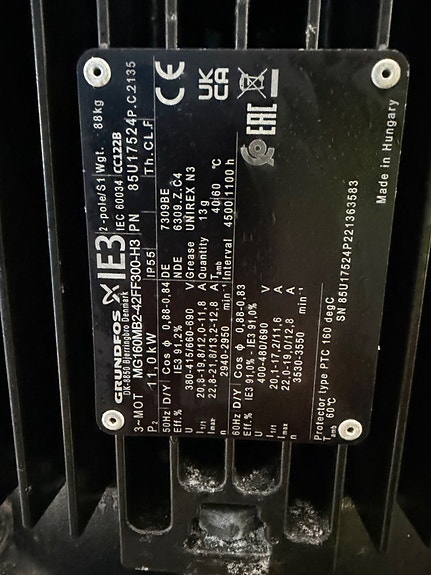 GRUNDFOS IE3
DK-8850 Bjerringbro Denmark
2-pole/S1 Wgt. 88kg
IEC 60034 CC122B
3~MOT MG160MB2-42FF300-H3 PN 85U17524P.C.2135
P2 11,0kW IP55 Th.CL.F
50Hz D/Y Cos ϕ 0,88-0,84
Eff.% IE3 91,2%
U 380-415/660-690 V
I1/1 20,8-19,8/12,0-11,8 A
Imax 22,8-21,8/13,2-12,8 A
n 2940-2950 min⁻¹
60Hz D/Y Cos ϕ 0,88-0,83
Eff.% IE3 91,0% - IE3 91,0%
U 400-480/690 V
I1/1 20,1-17,2/11,6 A
Imax 22,0-19,0/12,8 A
n 3530-3550 min⁻¹
DE 7309BE
NDE 6309.Z.C4
Grease UNIREX N3
Quantity 13g
Tamb 40/60 °C
Interval 4500/1100 h
CE
UK
CA
EAC
Protector type PTC 160 degC
Tamb 60°C
SN 85U17524P221363583
Made in Hungary